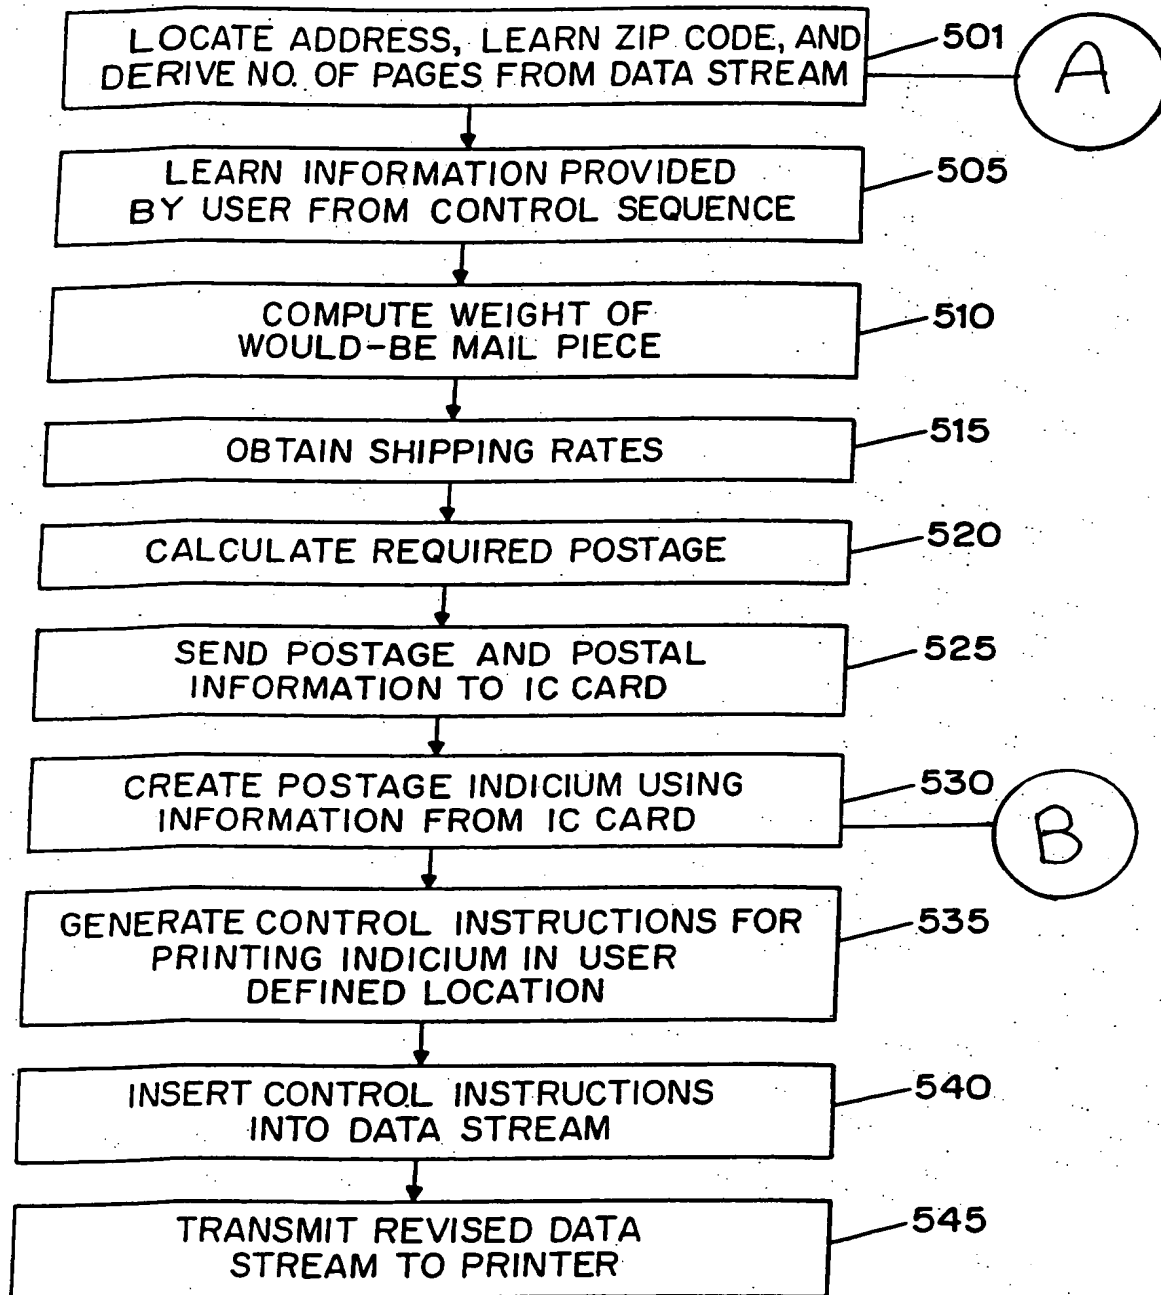 LOCATE ADDRESS, LEARN ZIP CODE, AND
DERIVE NO. OF PAGES FROM DATA STREAM
501
A
LEARN INFORMATION PROVIDED
BY USER FROM CONTROL SEQUENCE
505
COMPUTE WEIGHT OF
WOULD-BE MAIL PIECE
510
OBTAIN SHIPPING RATES
515
CALCULATE REQUIRED POSTAGE
520
SEND POSTAGE AND POSTAL
INFORMATION TO IC CARD
525
CREATE POSTAGE INDICIUM USING
INFORMATION FROM IC CARD
530
B
GENERATE CONTROL INSTRUCTIONS FOR
PRINTING INDICIUM IN USER
DEFINED LOCATION
535
INSERT CONTROL INSTRUCTIONS
INTO DATA STREAM
540
TRANSMIT REVISED DATA
STREAM TO PRINTER
545